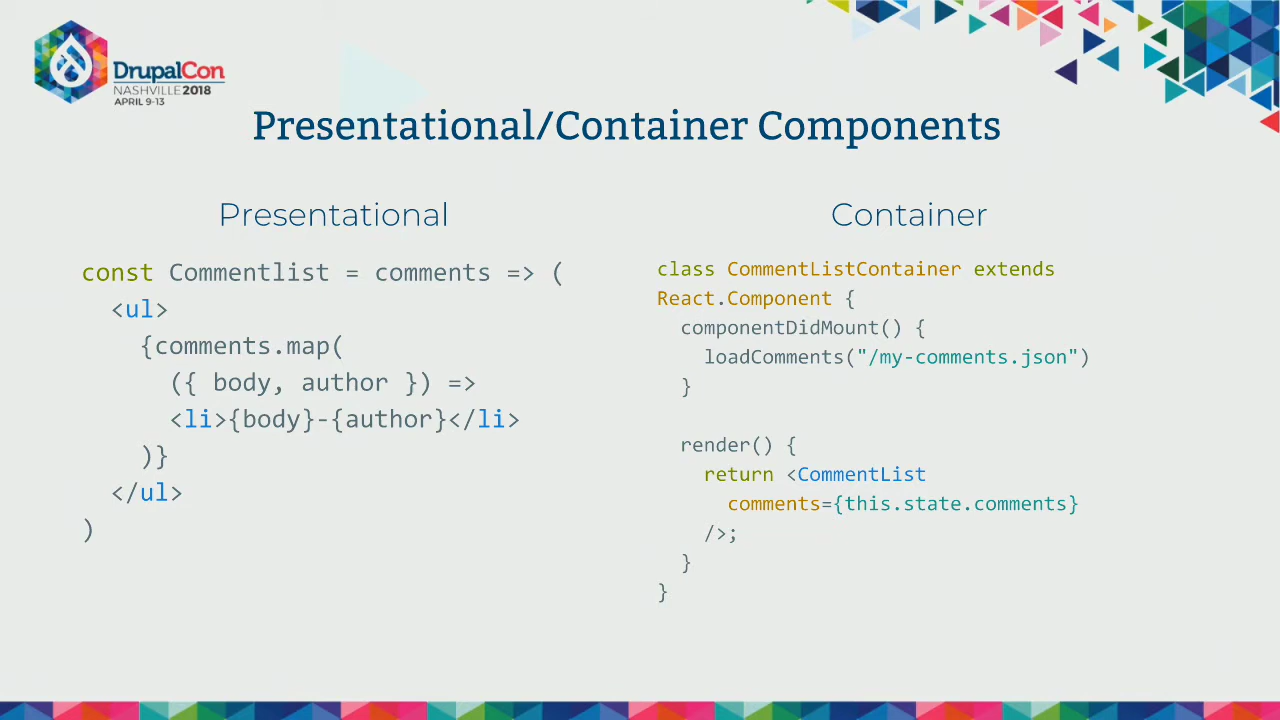 DrupalCon
NASHVILLE 2018
APRIL 9-13
Presentational/Container Components
Presentational
const Commentlist = comments => (
  <ul>
    {comments.map(
      ({ body, author }) =>
      <li>{body}-{author}</li>
    )}
  </ul>
)
Container
class CommentListContainer extends
React.Component {
  componentDidMount() {
    loadComments("/my-comments.json")
  }
  render() {
    return <CommentList
      comments={this.state.comments}
    />;
  }
}